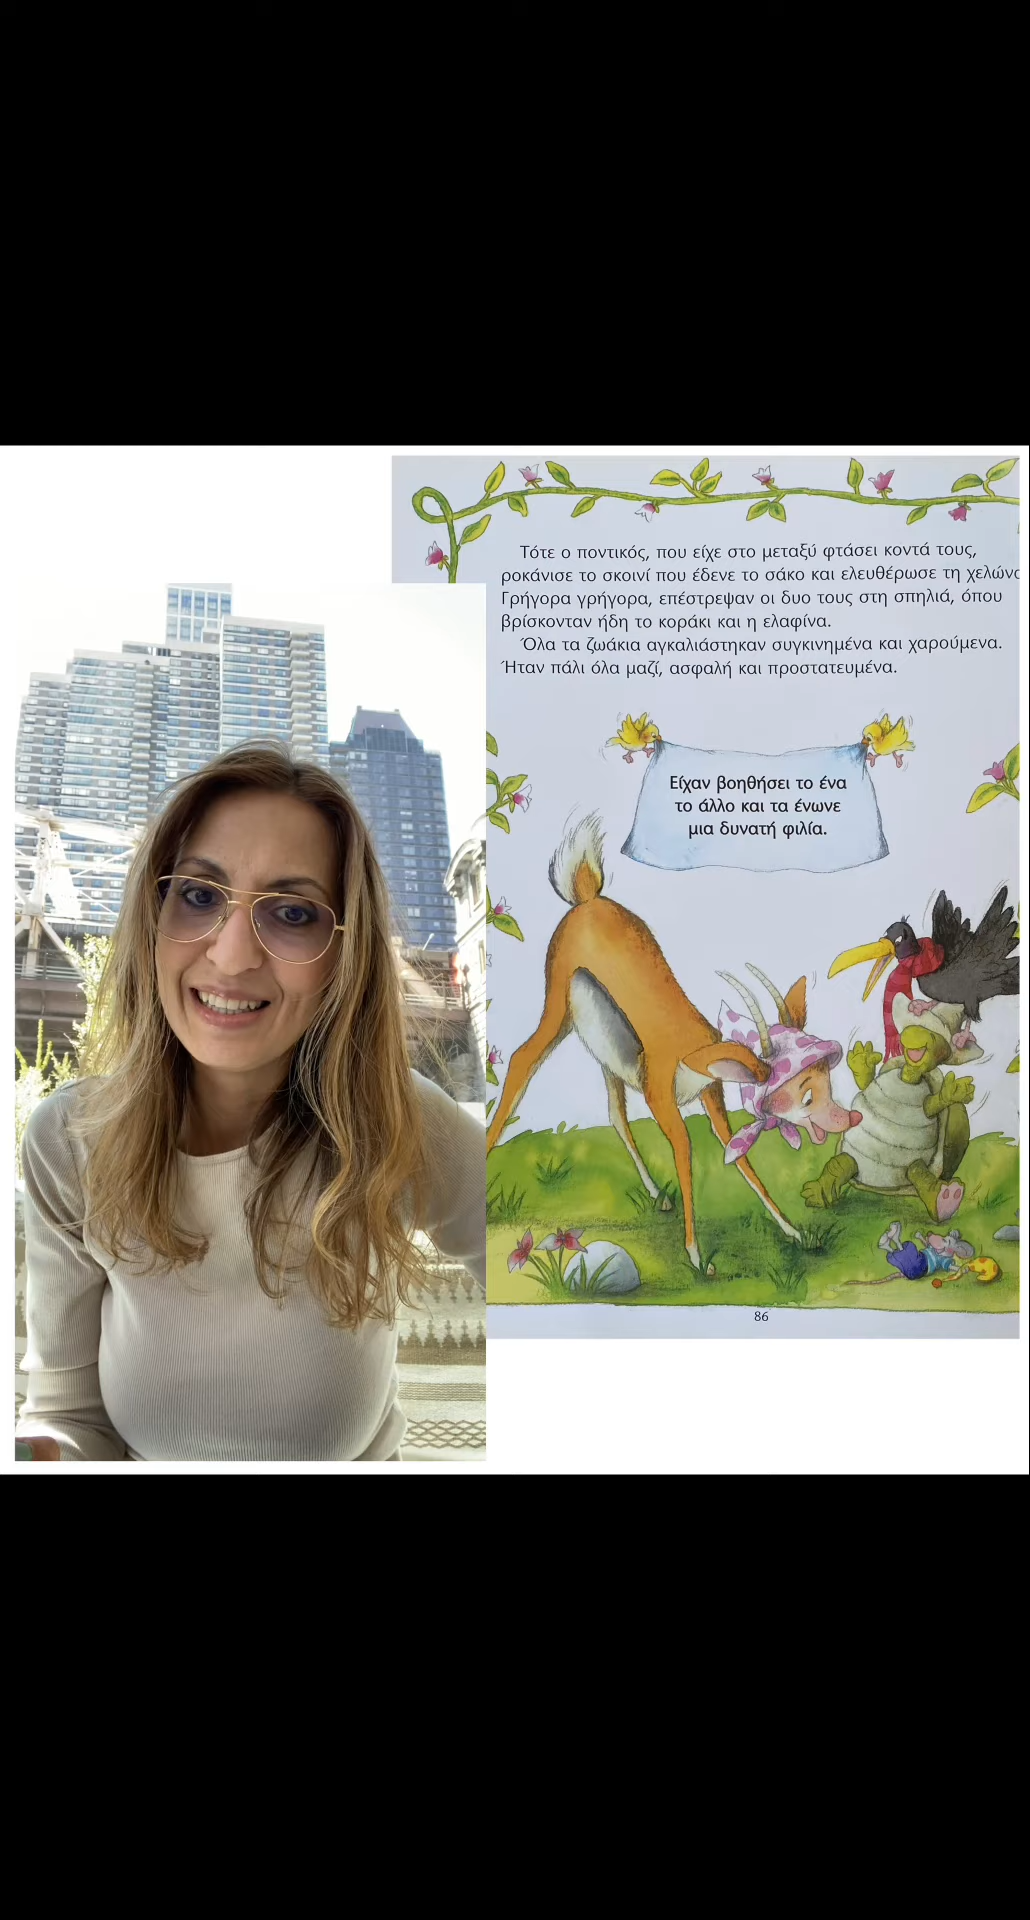 Τότε ο ποντικός, που είχε στο μεταξύ φτάσει κοντά τους,
ροκάνισε το σκοινί που έδενε το σάκο και ελευθέρωσε τη
Γρήγορα γρήγορα, επέστρεψαν οι δυο τους στη σπηλιά, όπου
βρίσκονταν ήδη το κοράκι και η ελαφίνα.
Όλα τα ζωάκια αγκαλιάστηκαν συγκινημένα και χαρούμενα.
Ήταν πάλι όλα μαζί, ασφαλή και προστατευμένα.
Είχαν βοηθήσει το ένα
το άλλο και τα ένωνε
μια δυνατή φιλία.
86